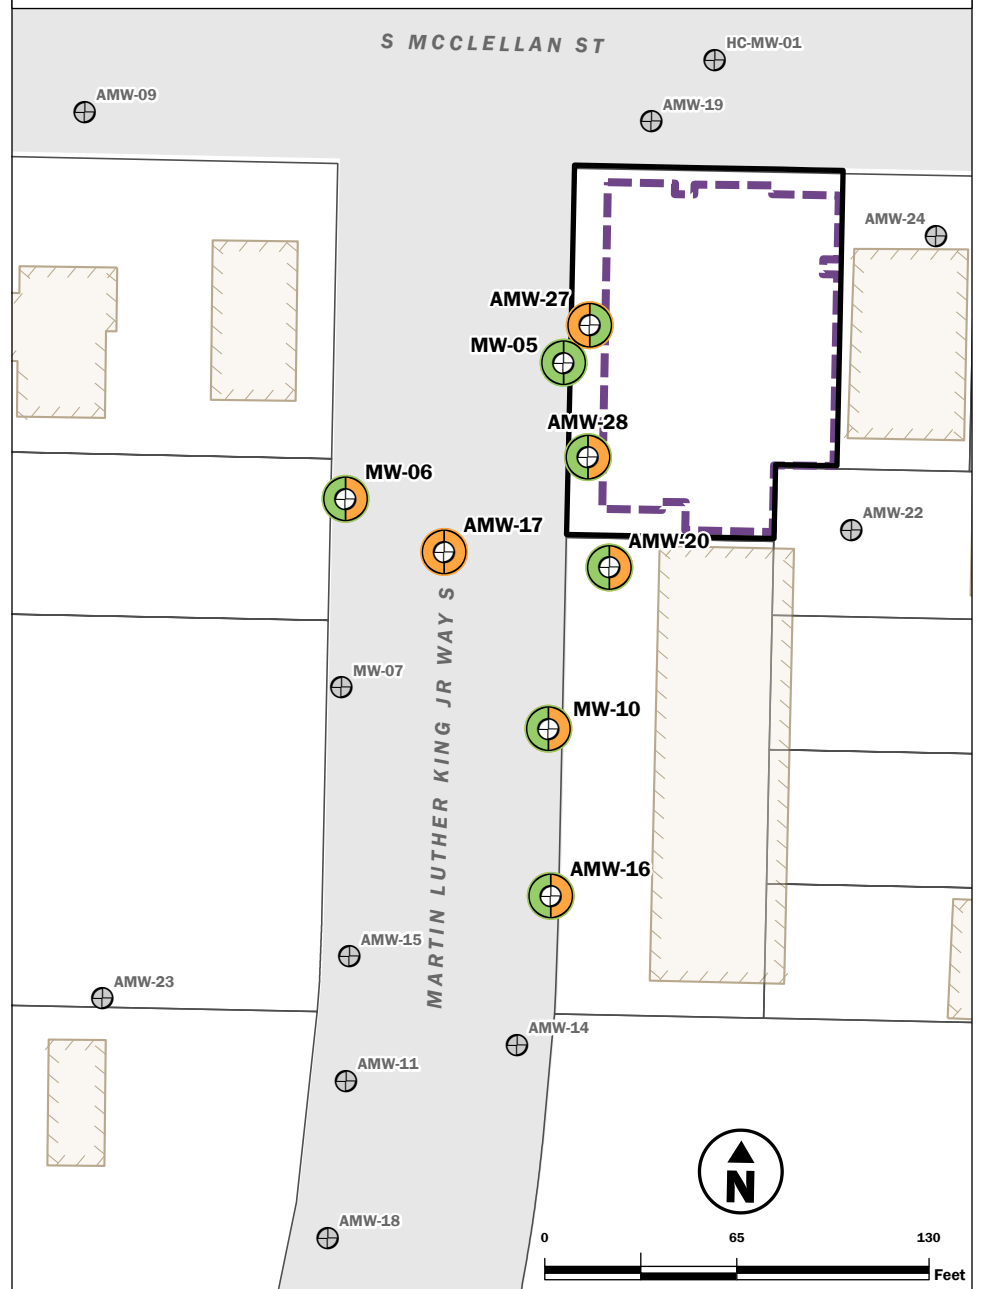 S MCCLELLAN ST
HC-MW-01
AMW-09
AMW-19
AMW-24
AMW-27
MW-05
AMW-28
MW-06
AMW-17
AMW-22
AMW-20
MARTIN LUTHER KING JR WAY S
MW-07
MW-10
AMW-16
AMW-15
AMW-23
AMW-14
AMW-11
N
AMW-18
0 65 130
Feet